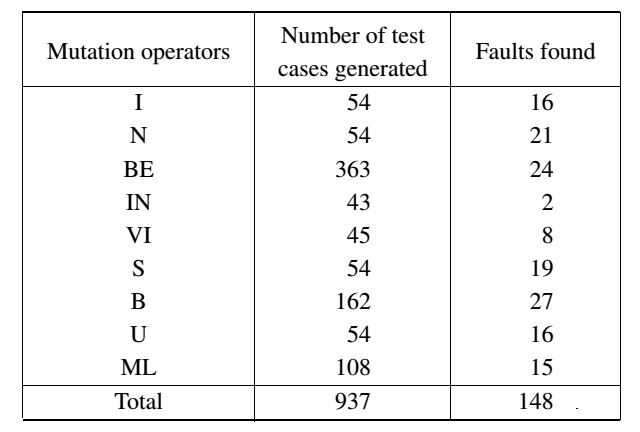 Mutation operators Number of test cases generated Faults found
I 54 16
N 54 21
BE 363 24
IN 43 2
VI 45 8
S 54 19
B 162 27
U 54 16
ML 108 15
Total 937 148